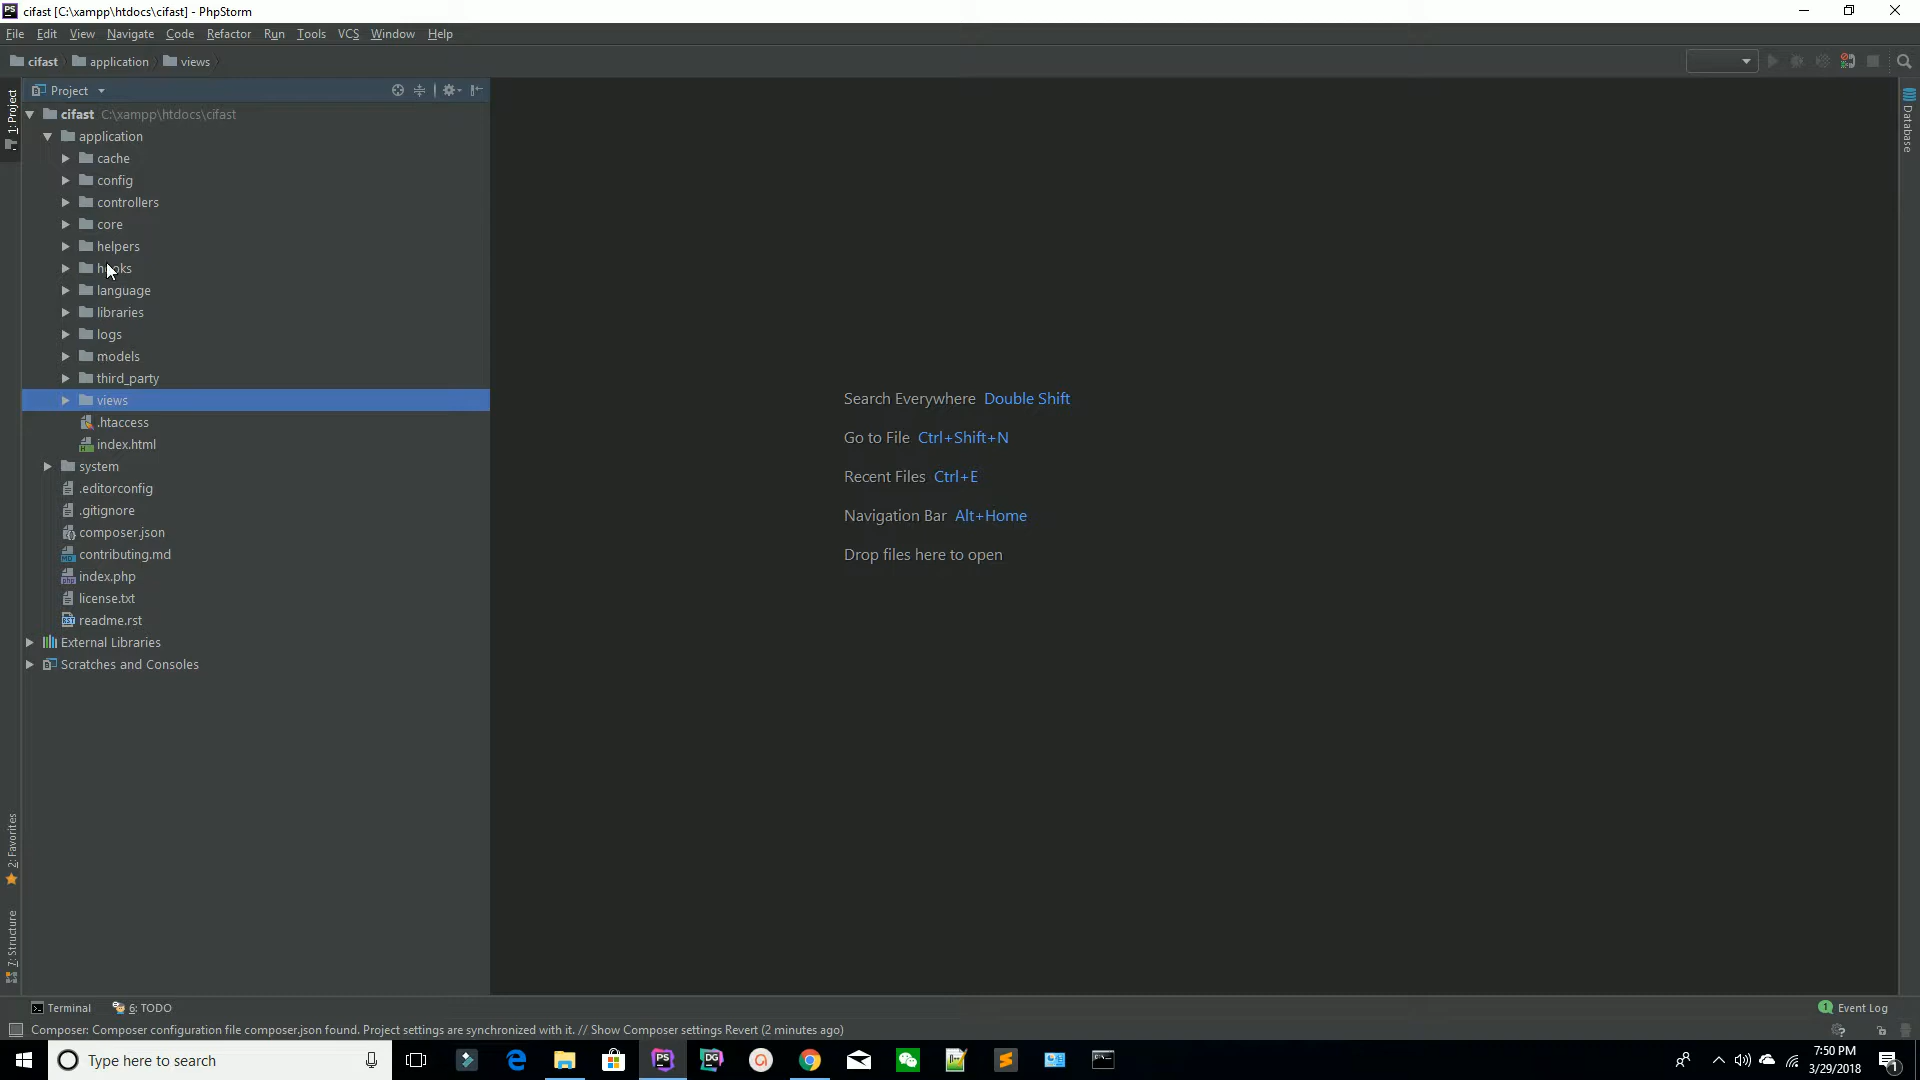 cifast [C:\xampp\htdocs\cifast] - PhpStorm
File Edit View Navigate Code Refactor Run Tools VCS Window Help
cifast application views
1: Project
Project
cifast C:\xampp\htdocs\cifast
application
cache
config
controllers
core
helpers
hooks
language
libraries
logs
models
third_party
views
.htaccess
index.html
system
.editorconfig
.gitignore
composer.json
contributing.md
index.php
license.txt
readme.rst
External Libraries
Scratches and Consoles
Search Everywhere Double Shift
Go to File Ctrl+Shift+N
Recent Files Ctrl+E
Navigation Bar Alt+Home
Drop files here to open
Database
2: Favorites
7: Structure
Terminal 6: TODO
1 Event Log
Composer: Composer configuration file composer.json found. Project settings are synchronized with it. // Show Composer settings Revert (2 minutes ago)
Type here to search
PS
DG
7:50 PM
3/29/2018
1